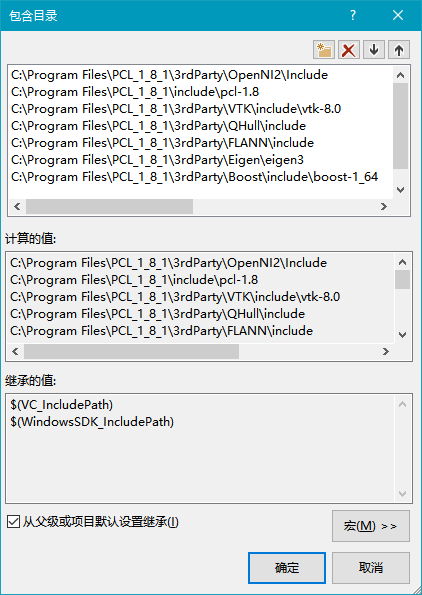 包含目录
C:\Program Files\PCL_1_8_1\3rdParty\OpenNI2\Include
C:\Program Files\PCL_1_8_1\include\pcl-1.8
C:\Program Files\PCL_1_8_1\3rdParty\VTK\include\vtk-8.0
C:\Program Files\PCL_1_8_1\3rdParty\QHull\include
C:\Program Files\PCL_1_8_1\3rdParty\FLANN\include
C:\Program Files\PCL_1_8_1\3rdParty\Eigen\eigen3
C:\Program Files\PCL_1_8_1\3rdParty\Boost\include\boost-1_64
计算的值:
C:\Program Files\PCL_1_8_1\3rdParty\OpenNI2\Include
C:\Program Files\PCL_1_8_1\include\pcl-1.8
C:\Program Files\PCL_1_8_1\3rdParty\VTK\include\vtk-8.0
C:\Program Files\PCL_1_8_1\3rdParty\QHull\include
C:\Program Files\PCL_1_8_1\3rdParty\FLANN\include
继承的值:
$(VC_IncludePath)
$(WindowsSDK_IncludePath)
从父级或项目默认设置继承(I)
宏(M) >>
确定
取消